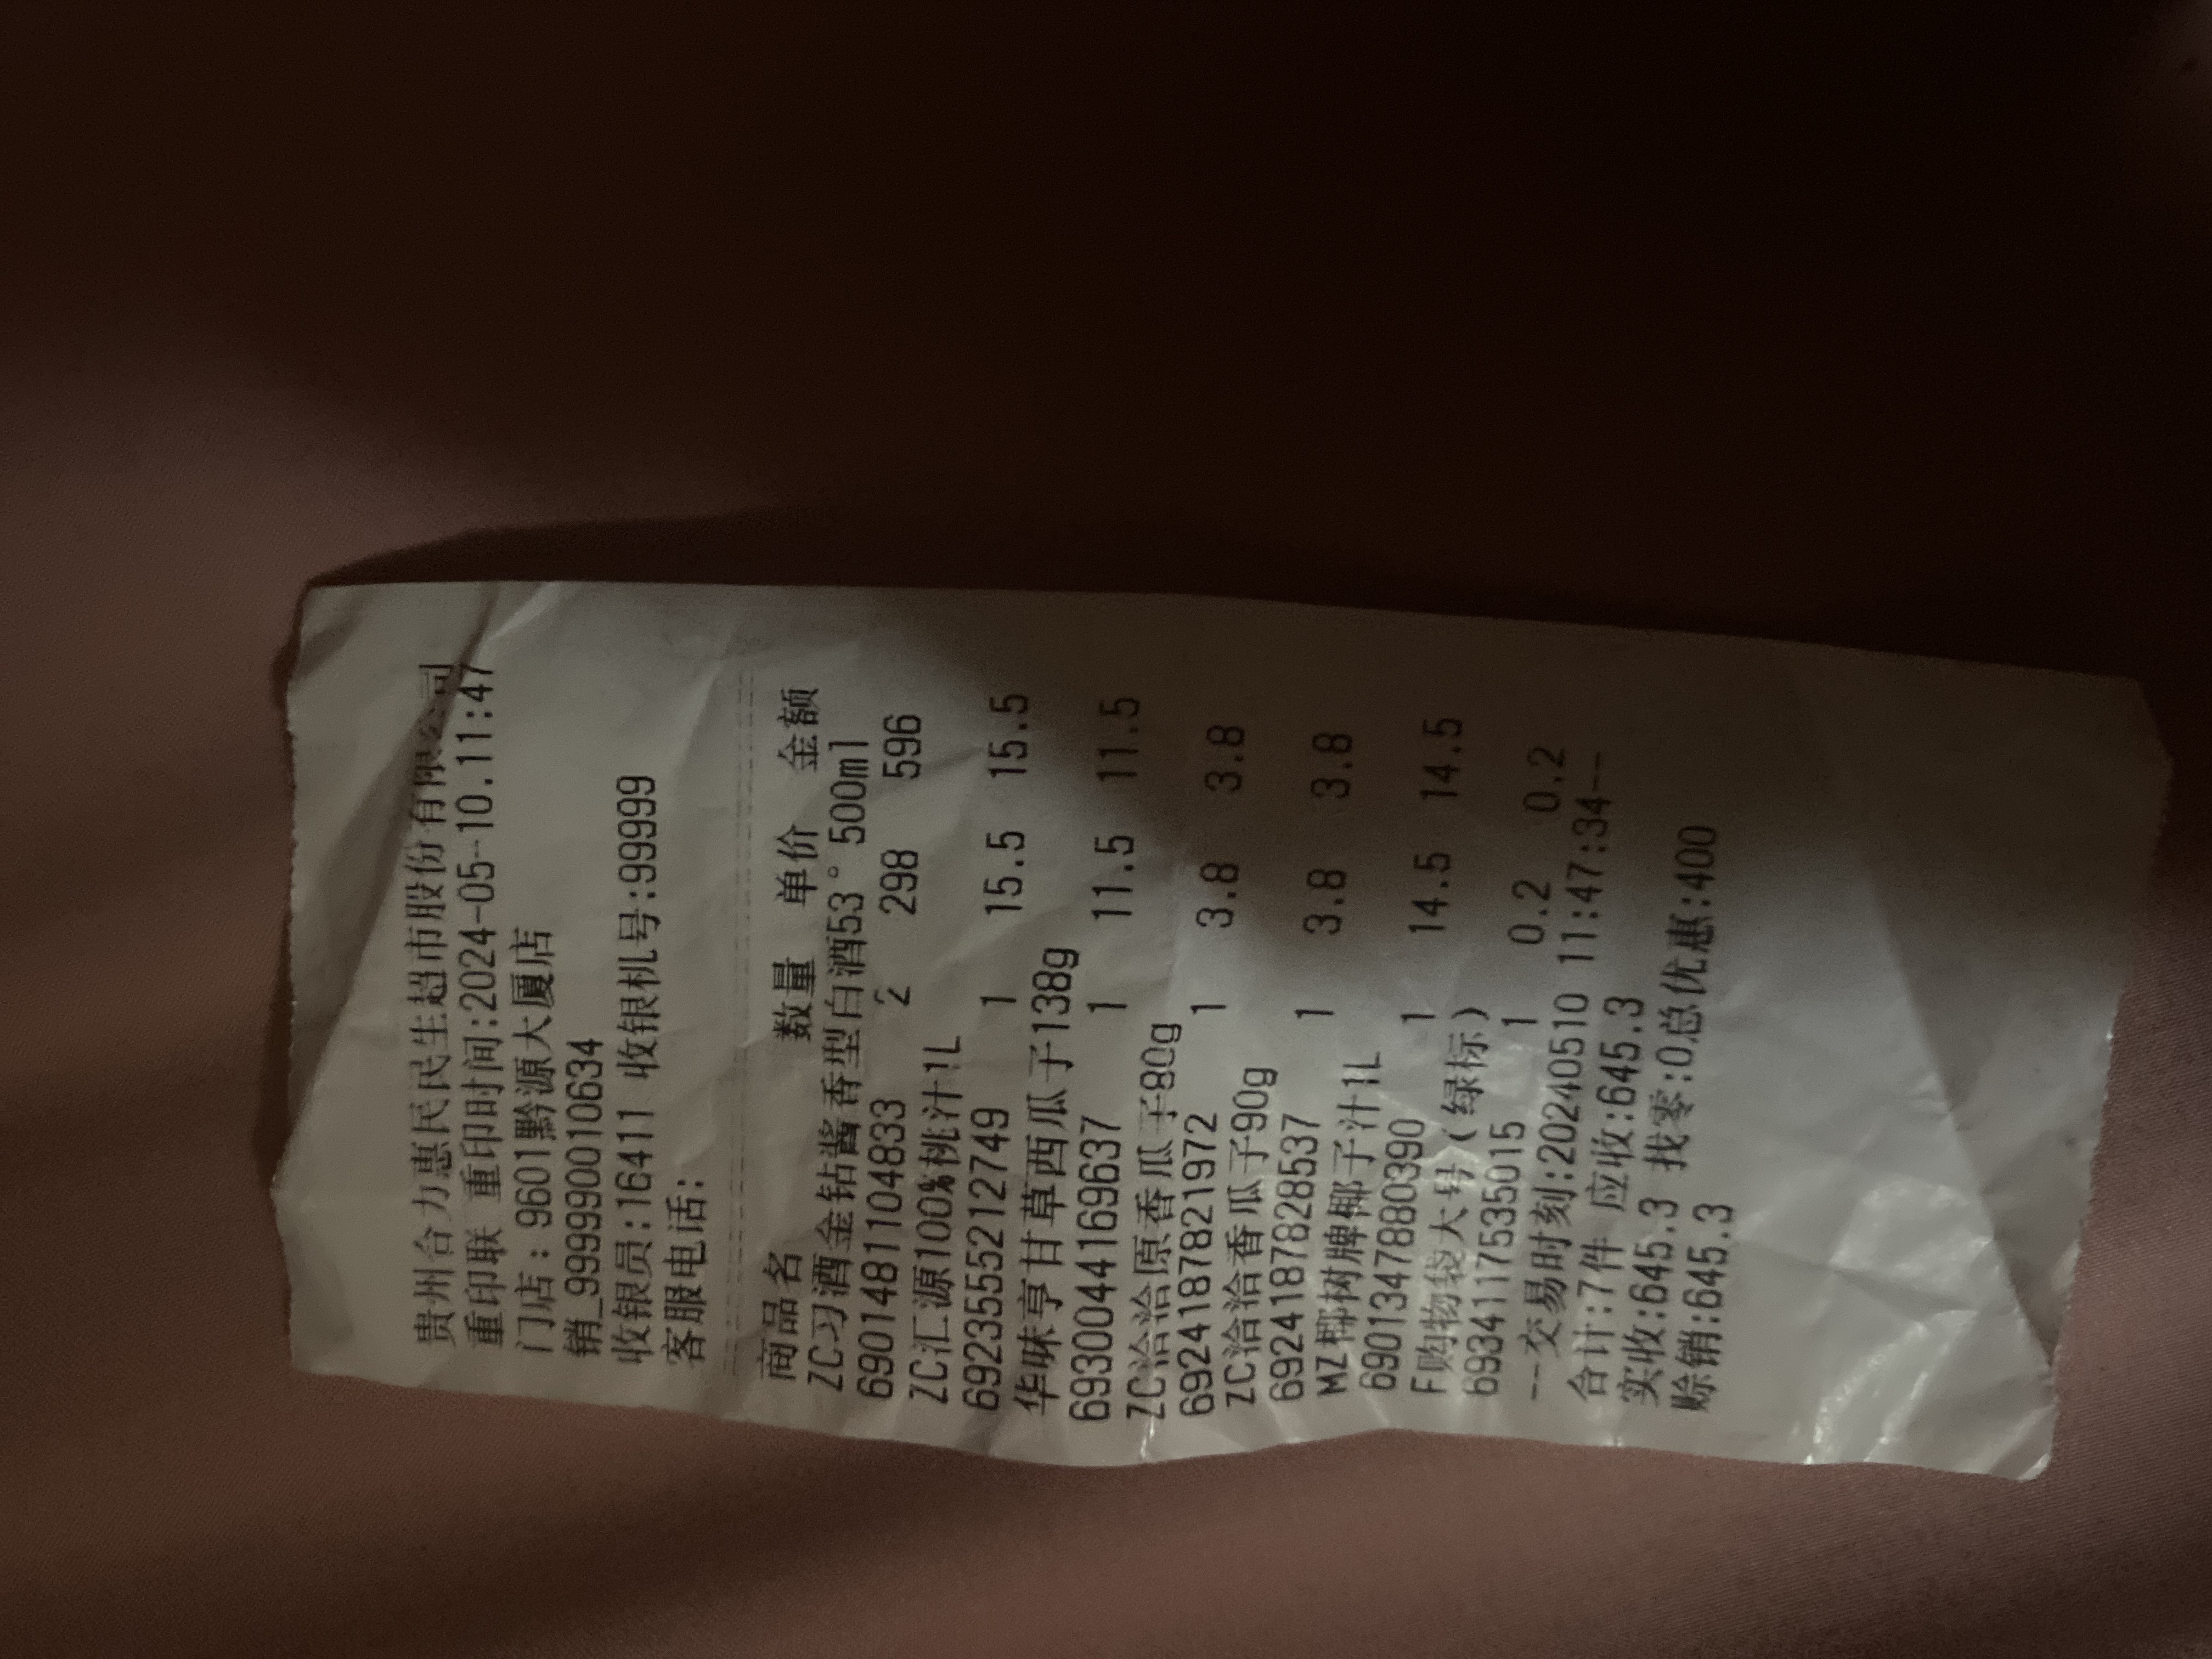 贵州合力惠民民生超市股份有限公司
重印联 重印时间:2024-05-10.11:47
门店: 9601黔源大厦店
销_999990010634
收银员:16411 收银机号:99999
客服电话:
商品名 数量 单价 金额
ZC习酒金钻酱香型白酒53°500ml
6901481104833 2 298 596
ZC汇源100%桃汁1L
6923555212749 1 15.5 15.5
华味亨甘草西瓜子138g
6930044169637 1 11.5 11.5
ZC洽洽洽原香瓜子80g
6924187821972 1 3.8 3.8
ZC洽洽香瓜子90g
6924187828537 1 3.8 3.8
MZ椰树牌椰子汁1L
6901347880390 1 14.5 14.5
F购物袋大号(绿标)
6934117535015 1 0.2 0.2
--交易时刻:20240510 11:47:34--
合计:7件 应收:645.3
实收:645.3 找零:0总优惠:400
赊销:645.3